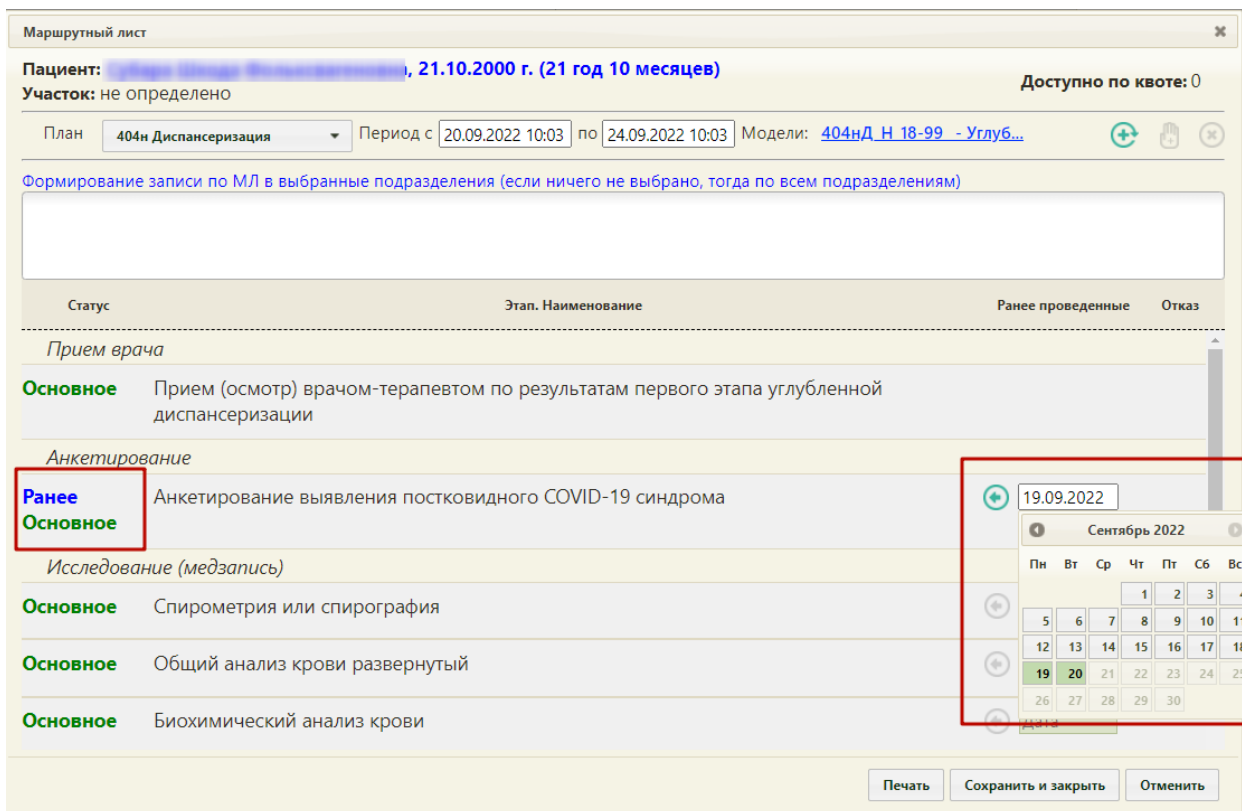 Маршрутный лист
Пациент: , 21.10.2000 г. (21 год 10 месяцев)
Участок: не определено
Доступно по квоте: 0
План 404н Диспансеризация Период с 20.09.2022 10:03 по 24.09.2022 10:03 Модели: 404нД_Н_18-99_ - Углуб...
Формирование записи по МЛ в выбранные подразделения (если ничего не выбрано, тогда по всем подразделениям)
Статус Этап. Наименование Ранее проведенные Отказ
Прием врача
Основное Прием (осмотр) врачом-терапевтом по результатам первого этапа углубленной
диспансеризации
Анкетирование
Ранее Анкетирование выявления постковидного COVID-19 синдрома 19.09.2022
Основное
Сентябрь 2022
Пн Вт Ср Чт Пт Сб Вс
1 2 3 4
5 6 7 8 9 10 11
12 13 14 15 16 17 18
19 20 21 22 23 24 25
26 27 28 29 30
Исследование (медзапись)
Основное Спирометрия или спирография
Основное Общий анализ крови развернутый
Основное Биохимический анализ крови Дата
Печать Сохранить и закрыть Отменить